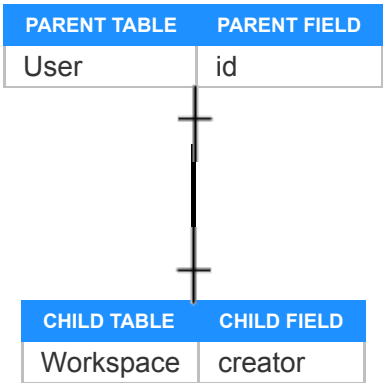 PARENT TABLE PARENT FIELD
User id
CHILD TABLE CHILD FIELD
Workspace creator